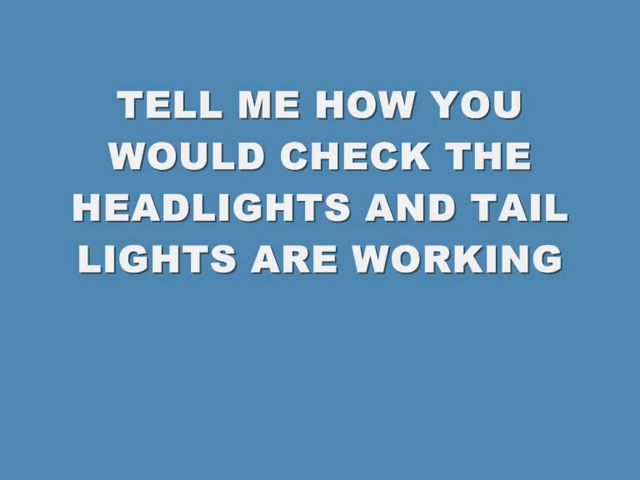 TELL ME HOW YOU
WOULD CHECK THE
HEADLIGHTS AND TAIL
LIGHTS ARE WORKING